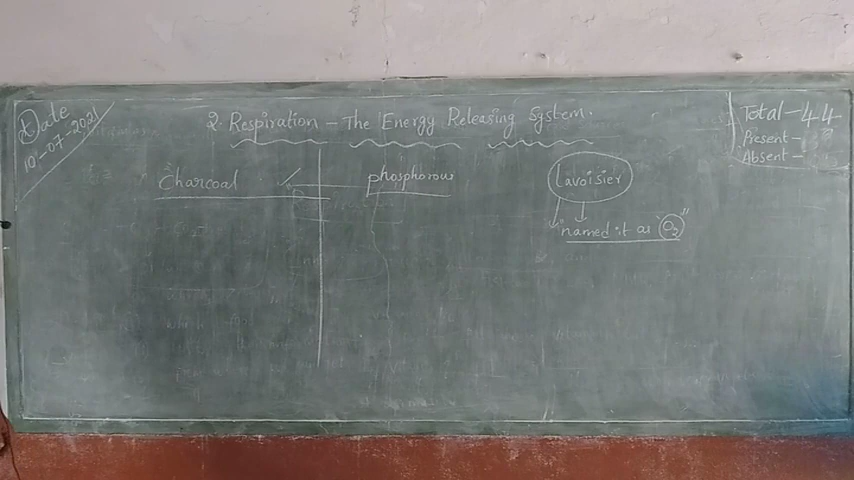 Date
10-07-2021
2. Respiration - The Energy Releasing System.
Total - 44
Present -
Absent -
Charcoal
phosphorous
Lavoisier
"named it as "O2"